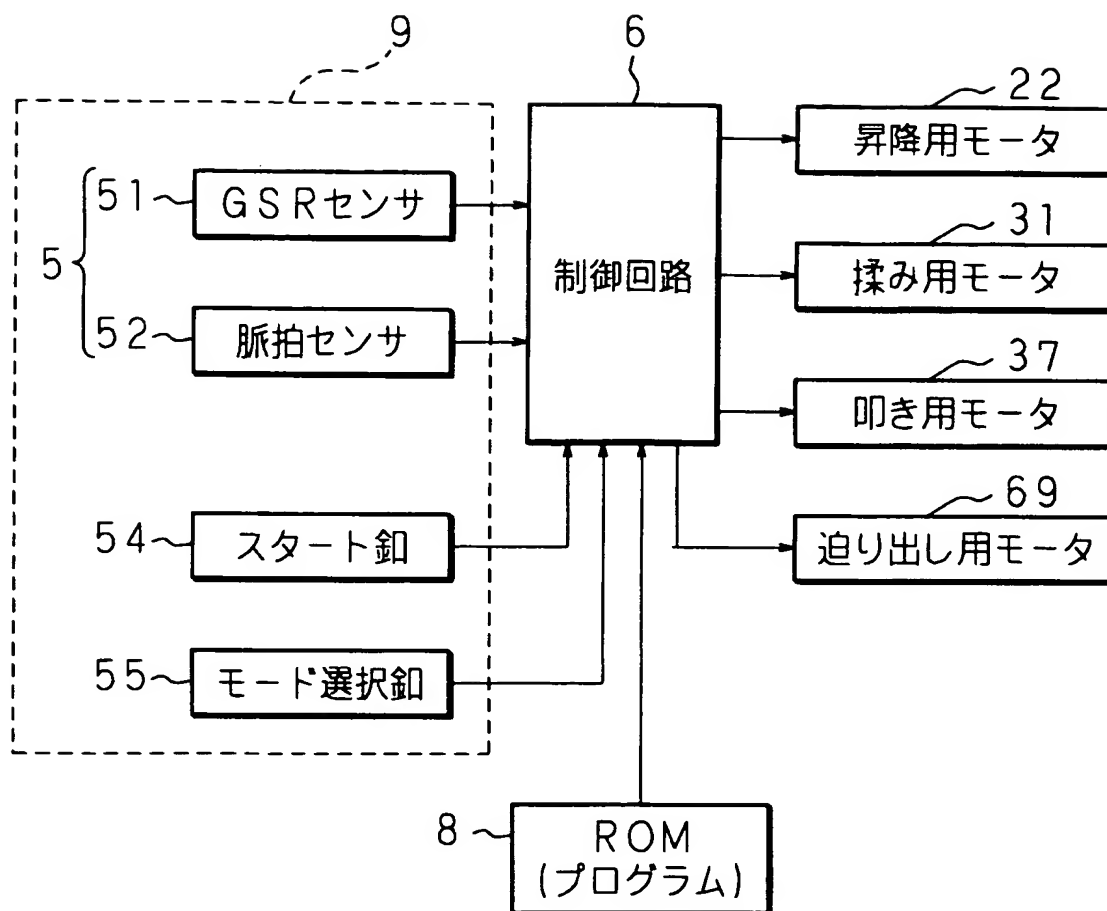 9
6
22
昇降用モータ
51
GSRセンサ
5
制御回路
31
揉み用モータ
52
脈拍センサ
37
叩き用モータ
54
スタート釦
69
迫り出し用モータ
55
モード選択釦
8
ROM
(プログラム)